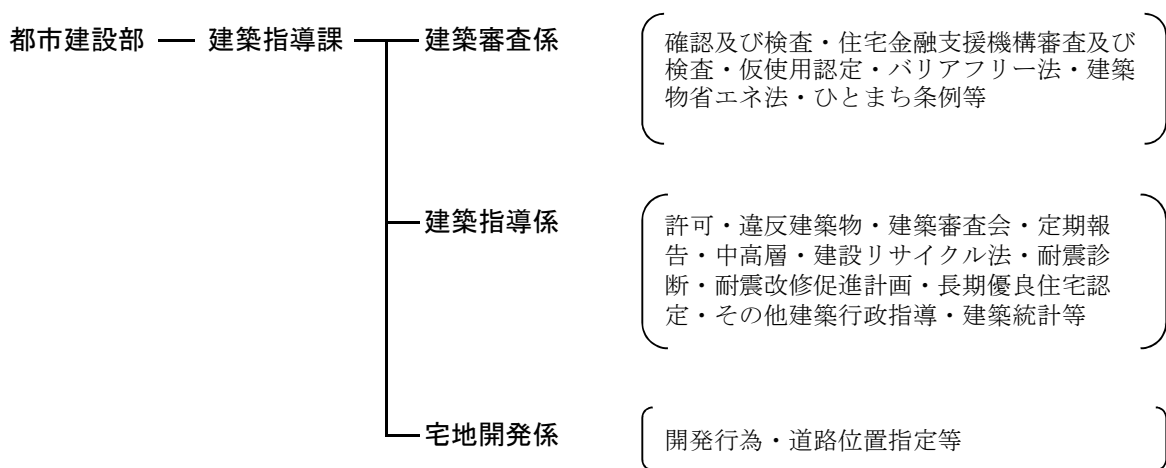 都市建設部 建築指導課 建築審査係
確認及び検査・住宅金融支援機構審査及び
検査・仮使用認定・バリアフリー法・建築
物省エネ法・ひとまち条例等
建築指導係
許可・違反建築物・建築審査会・定期報
告・中高層・建設リサイクル法・耐震診
断・耐震改修促進計画・長期優良住宅認
定・その他建築行政指導・建築統計等
宅地開発係
開発行為・道路位置指定等